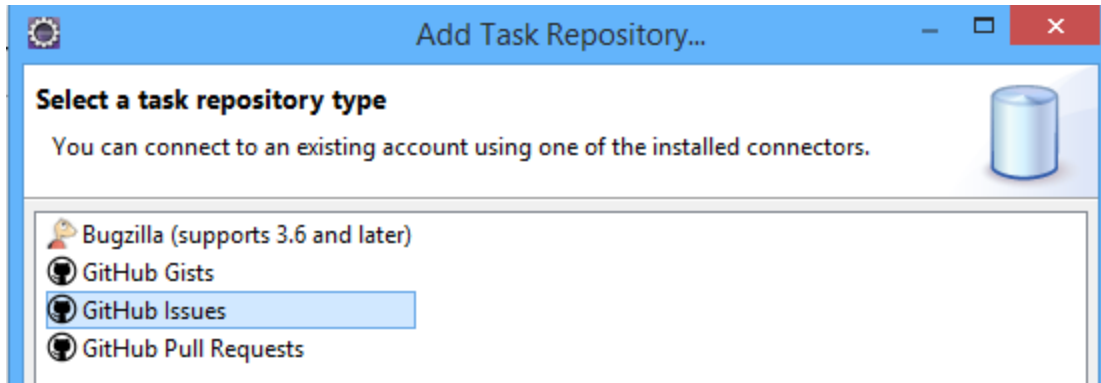 Add Task Repository...
Select a task repository type
You can connect to an existing account using one of the installed connectors.
Bugzilla (supports 3.6 and later)
GitHub Gists
GitHub Issues
GitHub Pull Requests